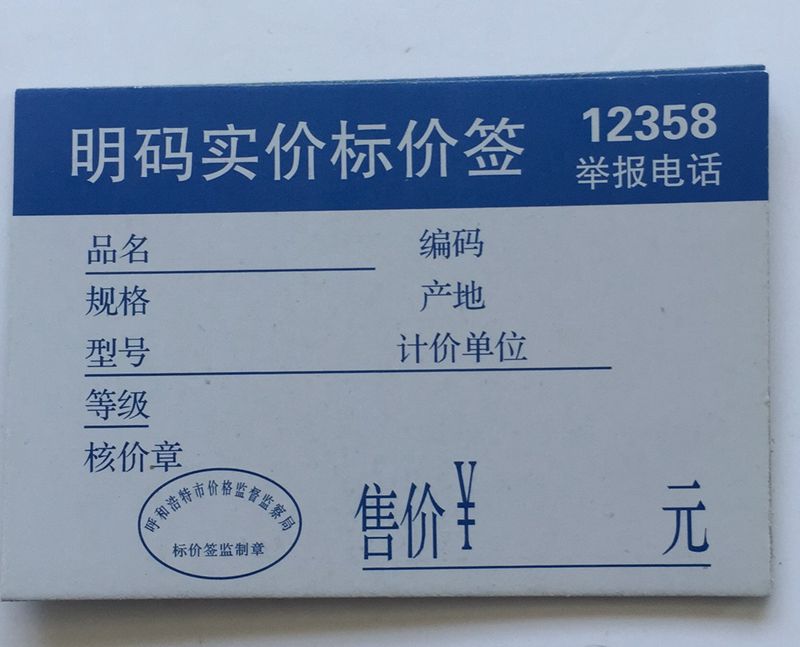 明码实价标价签 12358
举报电话
品名 编码
规格 产地
型号 计价单位
等级
核价章
呼和浩特市价格监督监察局
标价签监制章
售价¥ 元